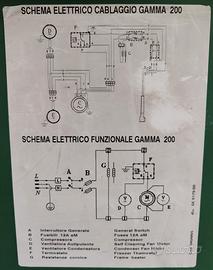 SCHEMA ELETTRICO CABLAGGIO GAMMA 200
SCHEMA ELETTRICO FUNZIONALE GAMMA 200
L
N
A Interruttore Generale General Switch
B Fusibili 12A aM Fuses 12A aM
C Compressore Compressor
D Ventilatore Antipolvere Self Cleaning Fan Motor
E Ventilatore Condensatore Condenser Fan Motor
F Termostato Freezer Thermostat
G Resistenze cornice Frame heater